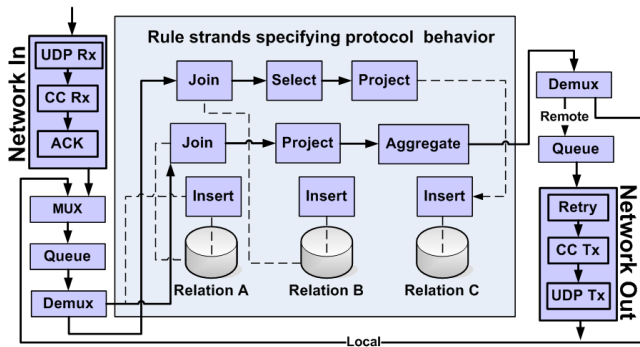 Rule strands specifying protocol behavior
Network In
UDP Rx
CC Rx
ACK
MUX
Queue
Demux
Join
Select
Project
Join
Project
Aggregate
Insert
Insert
Insert
Relation A
Relation B
Relation C
Demux
Remote
Queue
Network Out
Retry
CC Tx
UDP Tx
Local